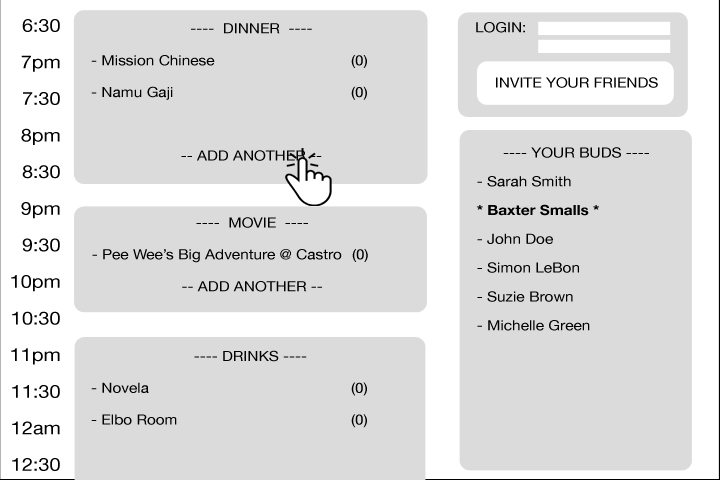 6:30
7pm
7:30
8pm
8:30
9pm
9:30
10pm
10:30
11pm
11:30
12am
12:30
---- DINNER ----
- Mission Chinese (0)
- Namu Gaji (0)
-- ADD ANOTHER --
---- MOVIE ----
- Pee Wee's Big Adventure @ Castro (0)
-- ADD ANOTHER --
---- DRINKS ----
- Novela (0)
- Elbo Room (0)
LOGIN:
INVITE YOUR FRIENDS
---- YOUR BUDS ----
- Sarah Smith
* Baxter Smalls *
- John Doe
- Simon LeBon
- Suzie Brown
- Michelle Green